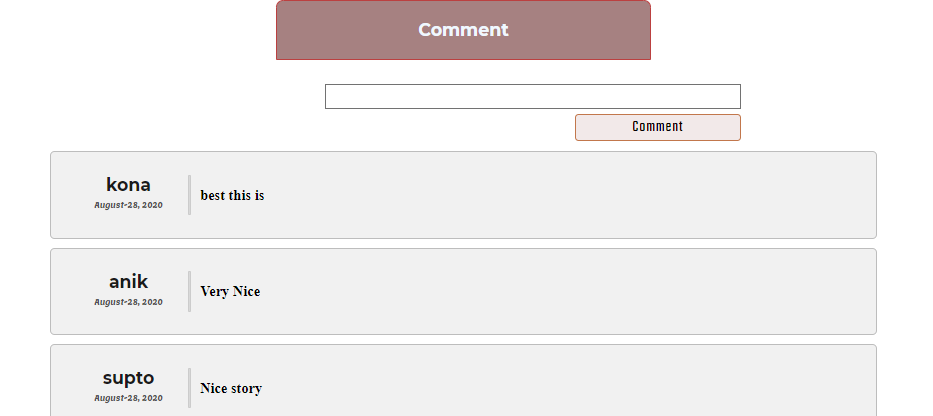 Comment
Comment
kona
August-28, 2020
best this is
anik
August-28, 2020
Very Nice
supto
August-28, 2020
Nice story